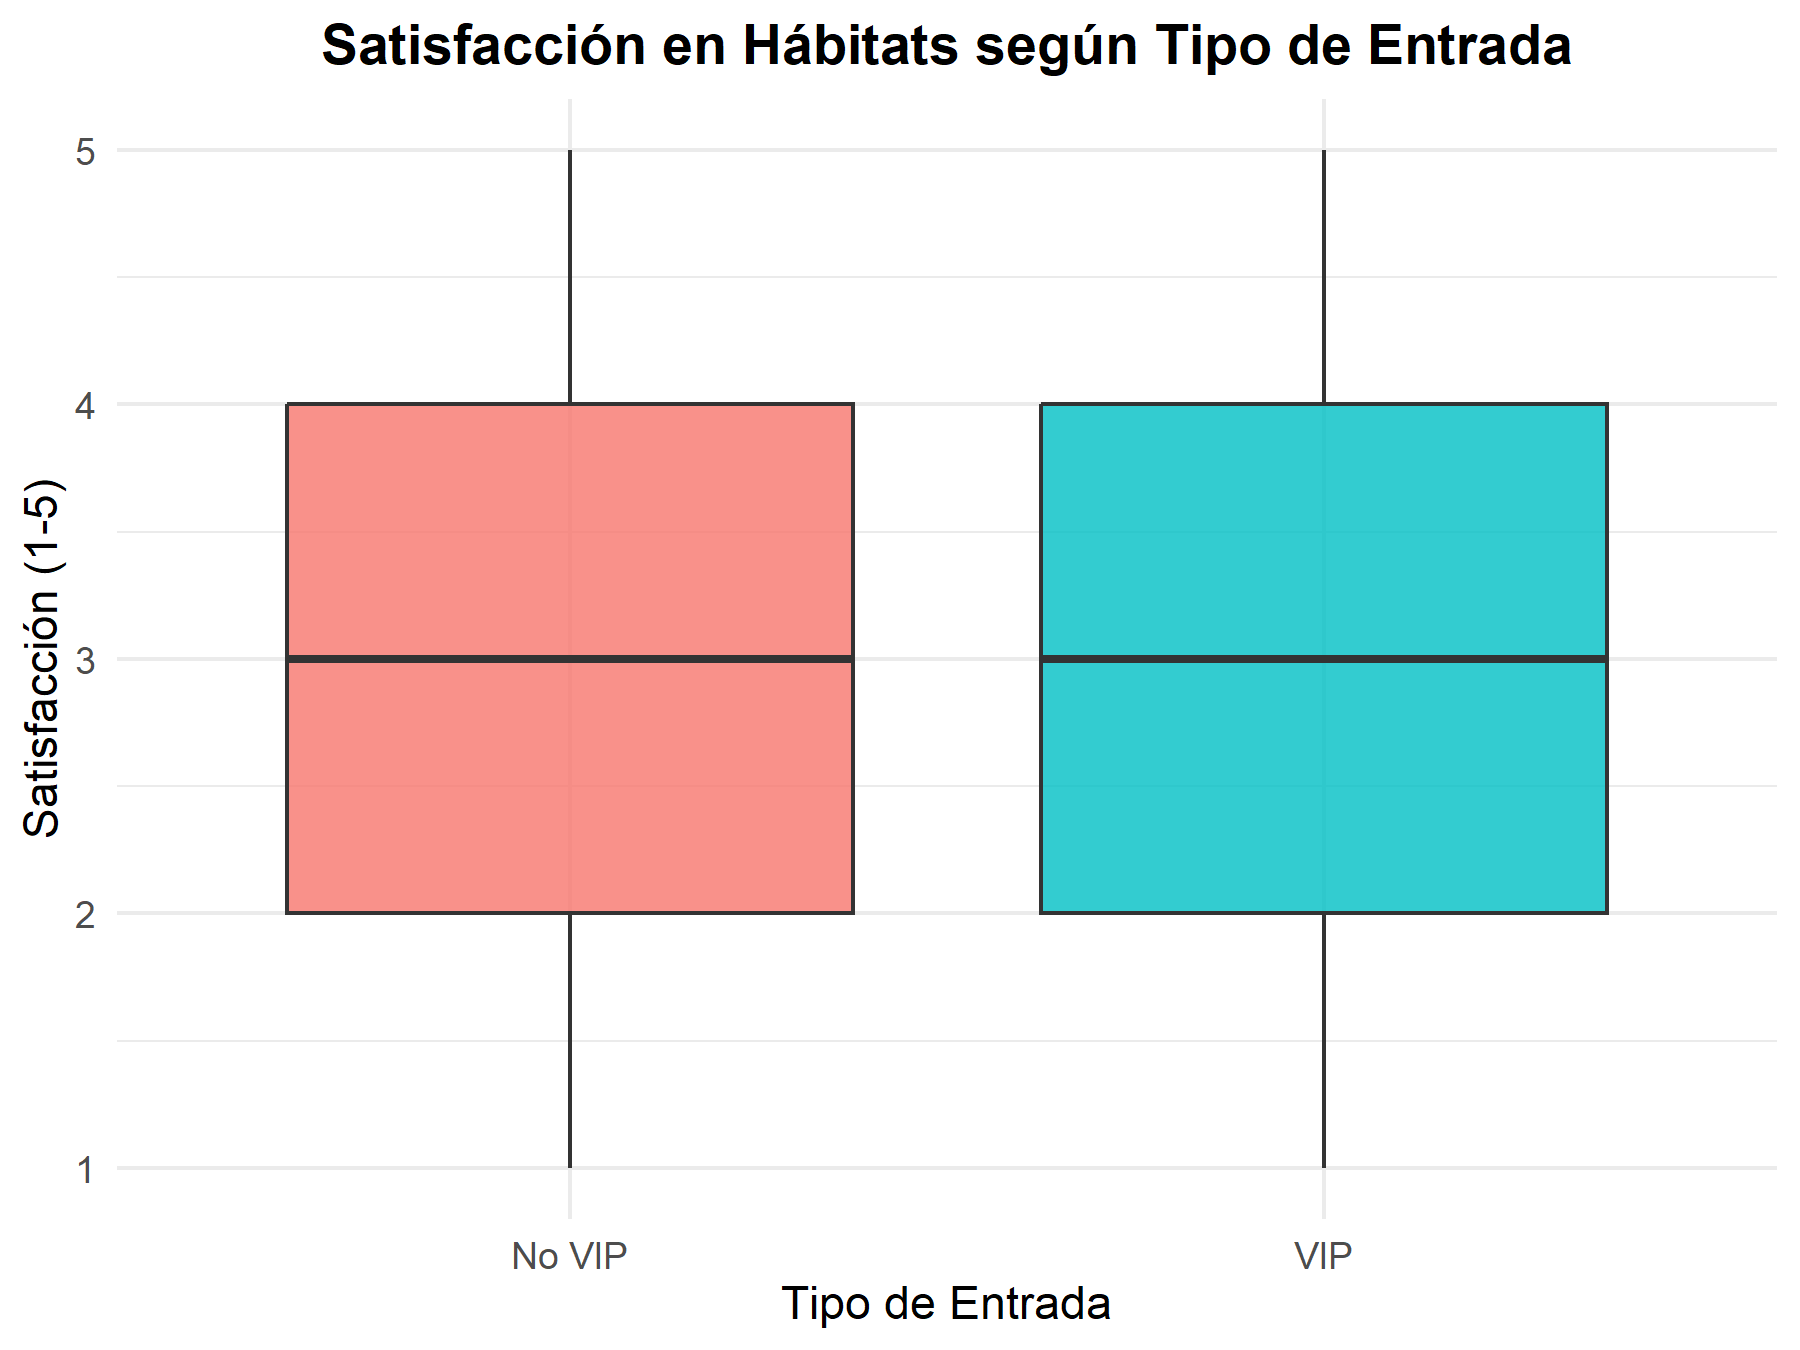 Satisfacción en Hábitats según Tipo de Entrada
Satisfacción (1-5)
5
4
3
2
1
No VIP
VIP
Tipo de Entrada